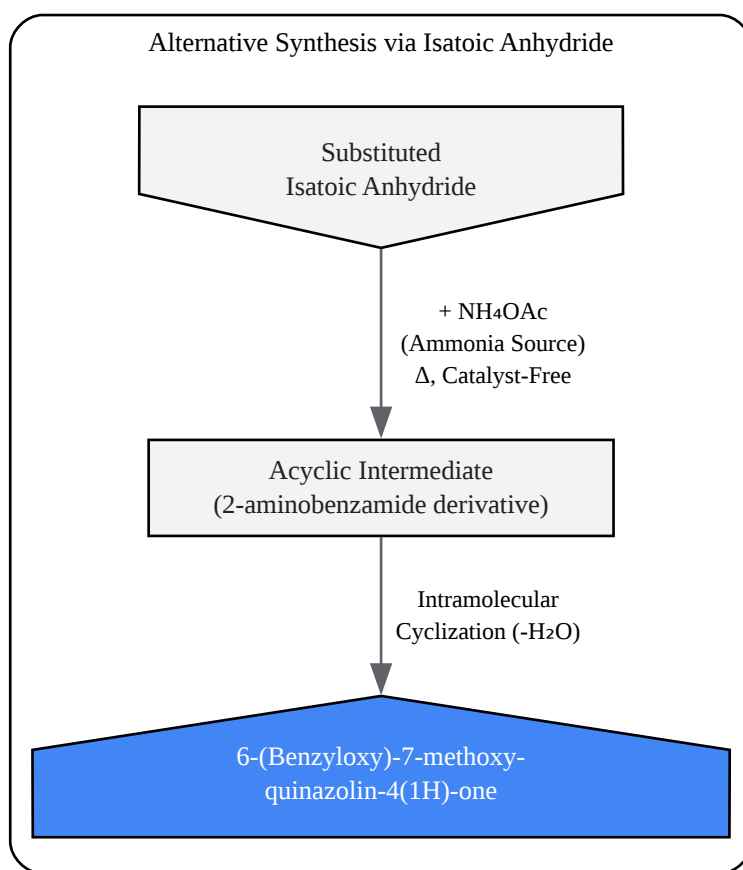 Alternative Synthesis via Isatoic Anhydride
Substituted
Isatoic Anhydride
+ NH₄OAc
(Ammonia Source)
Δ, Catalyst-Free
Acyclic Intermediate
(2-aminobenzamide derivative)
Intramolecular
Cyclization (-H₂O)
6-(Benzyloxy)-7-methoxy-
quinazolin-4(1H)-one